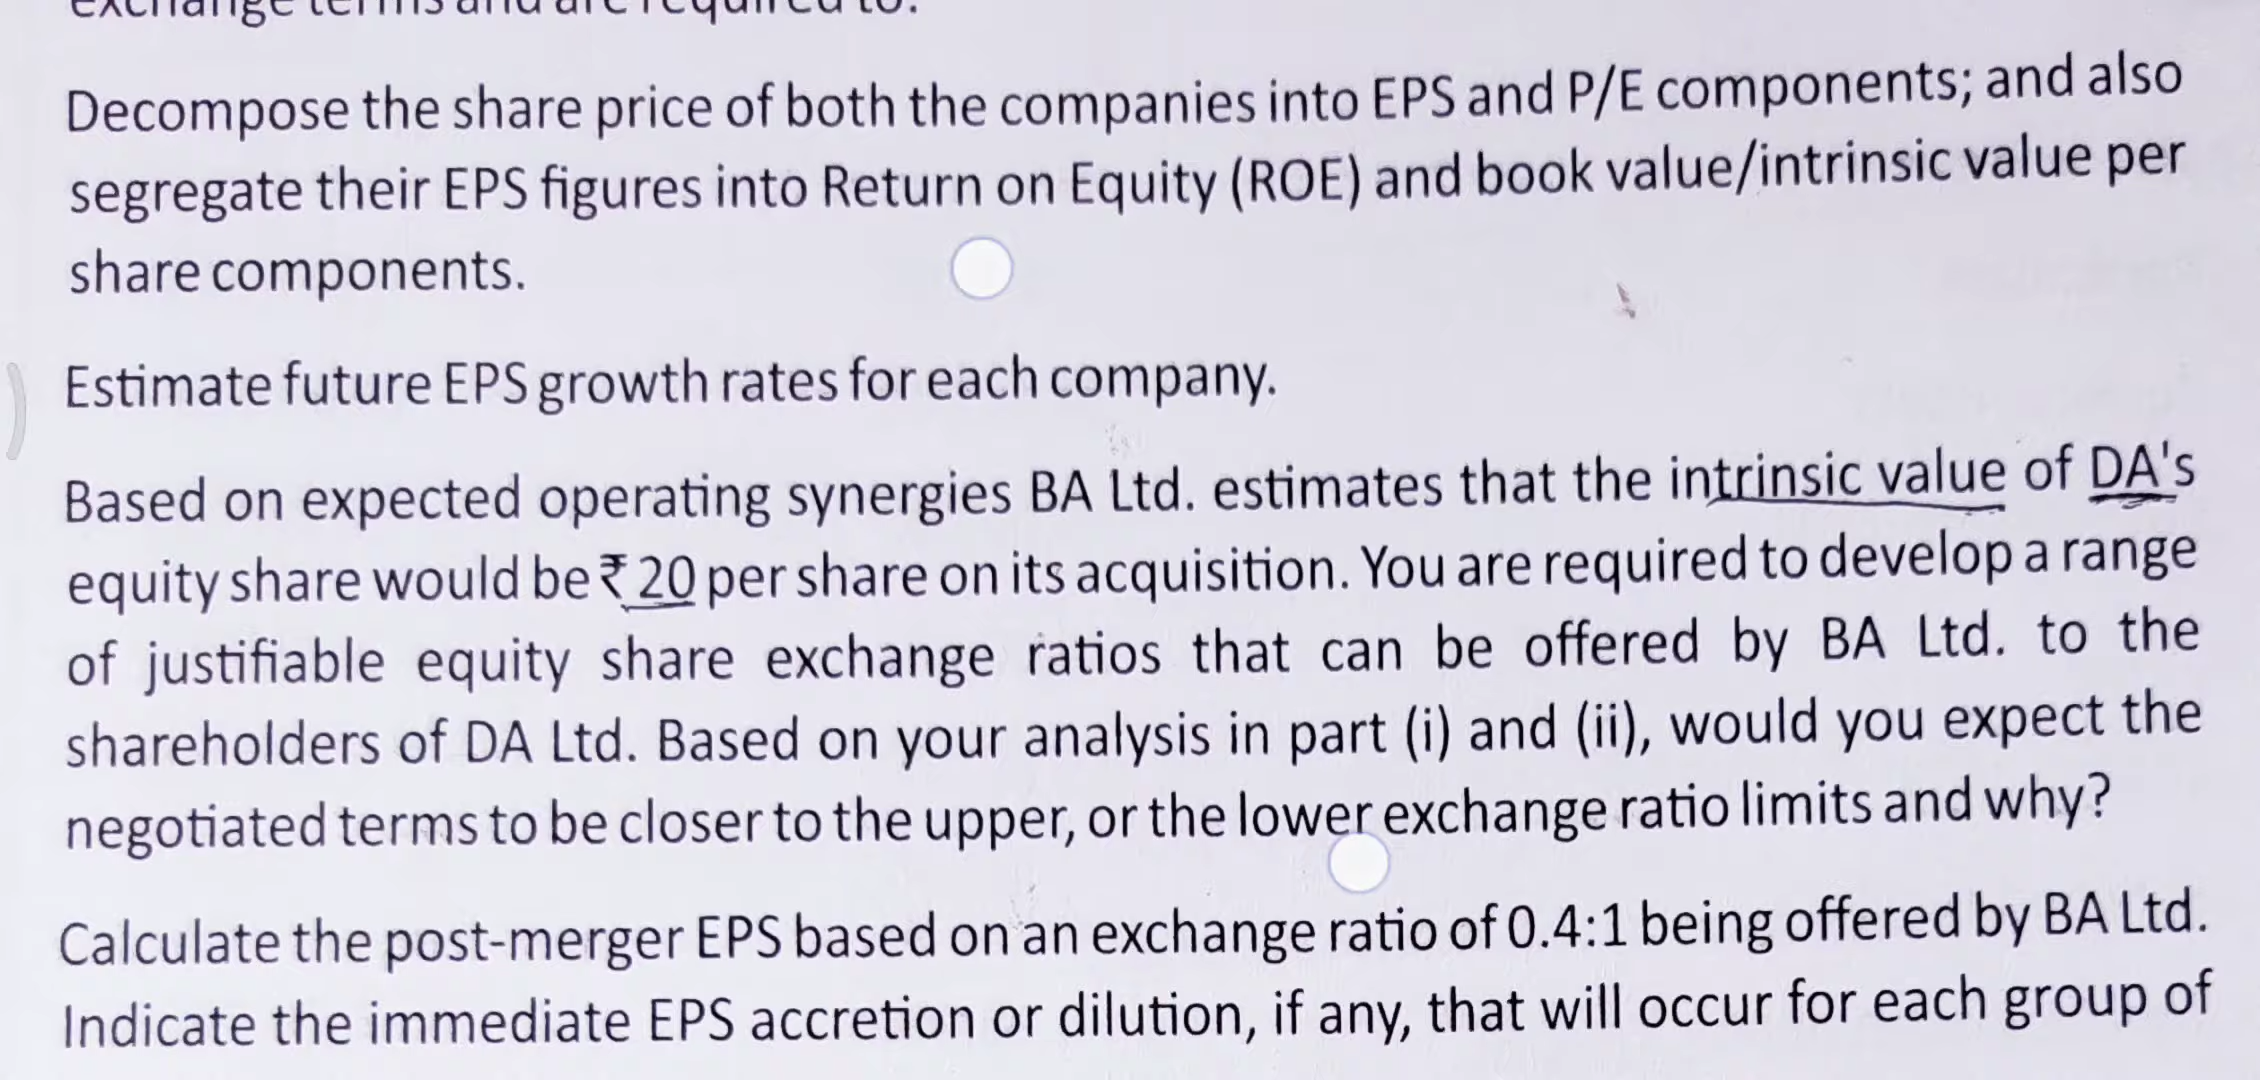 exchange terms and are required to:
Decompose the share price of both the companies into EPS and P/E components; and also
segregate their EPS figures into Return on Equity (ROE) and book value/intrinsic value per
share components.
Estimate future EPS growth rates for each company.
Based on expected operating synergies BA Ltd. estimates that the intrinsic value of DA's
equity share would be ₹ 20 per share on its acquisition. You are required to develop a range
of justifiable equity share exchange ratios that can be offered by BA Ltd. to the
shareholders of DA Ltd. Based on your analysis in part (i) and (ii), would you expect the
negotiated terms to be closer to the upper, or the lower exchange ratio limits and why?
Calculate the post-merger EPS based on an exchange ratio of 0.4:1 being offered by BA Ltd.
Indicate the immediate EPS accretion or dilution, if any, that will occur for each group of